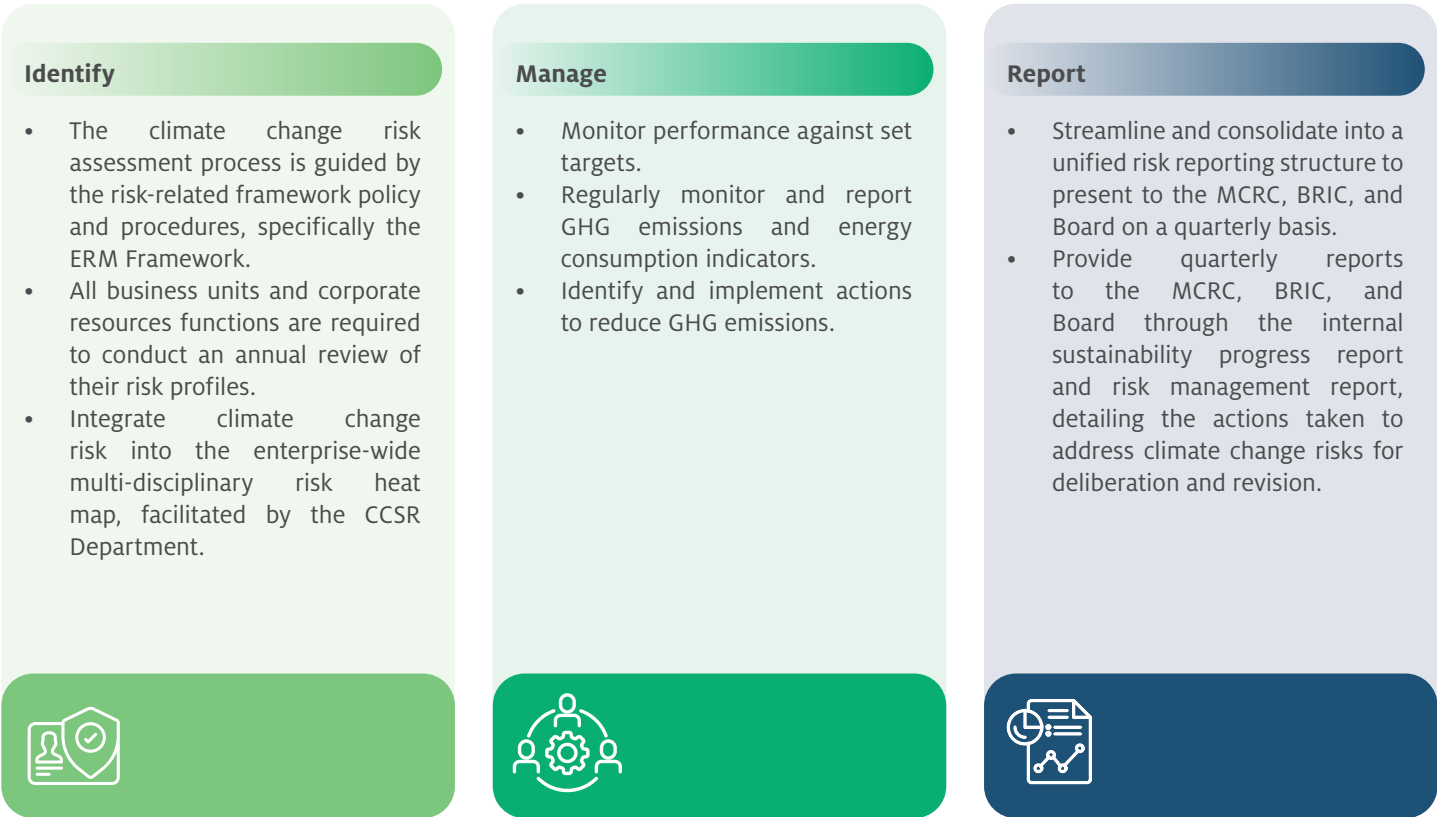 Identify
• The climate change risk
assessment process is guided by
the risk-related framework policy
and procedures, specifically the
ERM Framework.
• All business units and corporate
resources functions are required
to conduct an annual review of
their risk profiles.
• Integrate climate change
risk into the enterprise-wide
multi-disciplinary risk heat
map, facilitated by the CCSR
Department.
Manage
• Monitor performance against set
targets.
• Regularly monitor and report
GHG emissions and energy
consumption indicators.
• Identify and implement actions
to reduce GHG emissions.
Report
• Streamline and consolidate into a
unified risk reporting structure to
present to the MCRC, BRIC, and
Board on a quarterly basis.
• Provide quarterly reports
to the MCRC, BRIC, and
Board through the internal
sustainability progress report
and risk management report,
detailing the actions taken to
address climate change risks for
deliberation and revision.